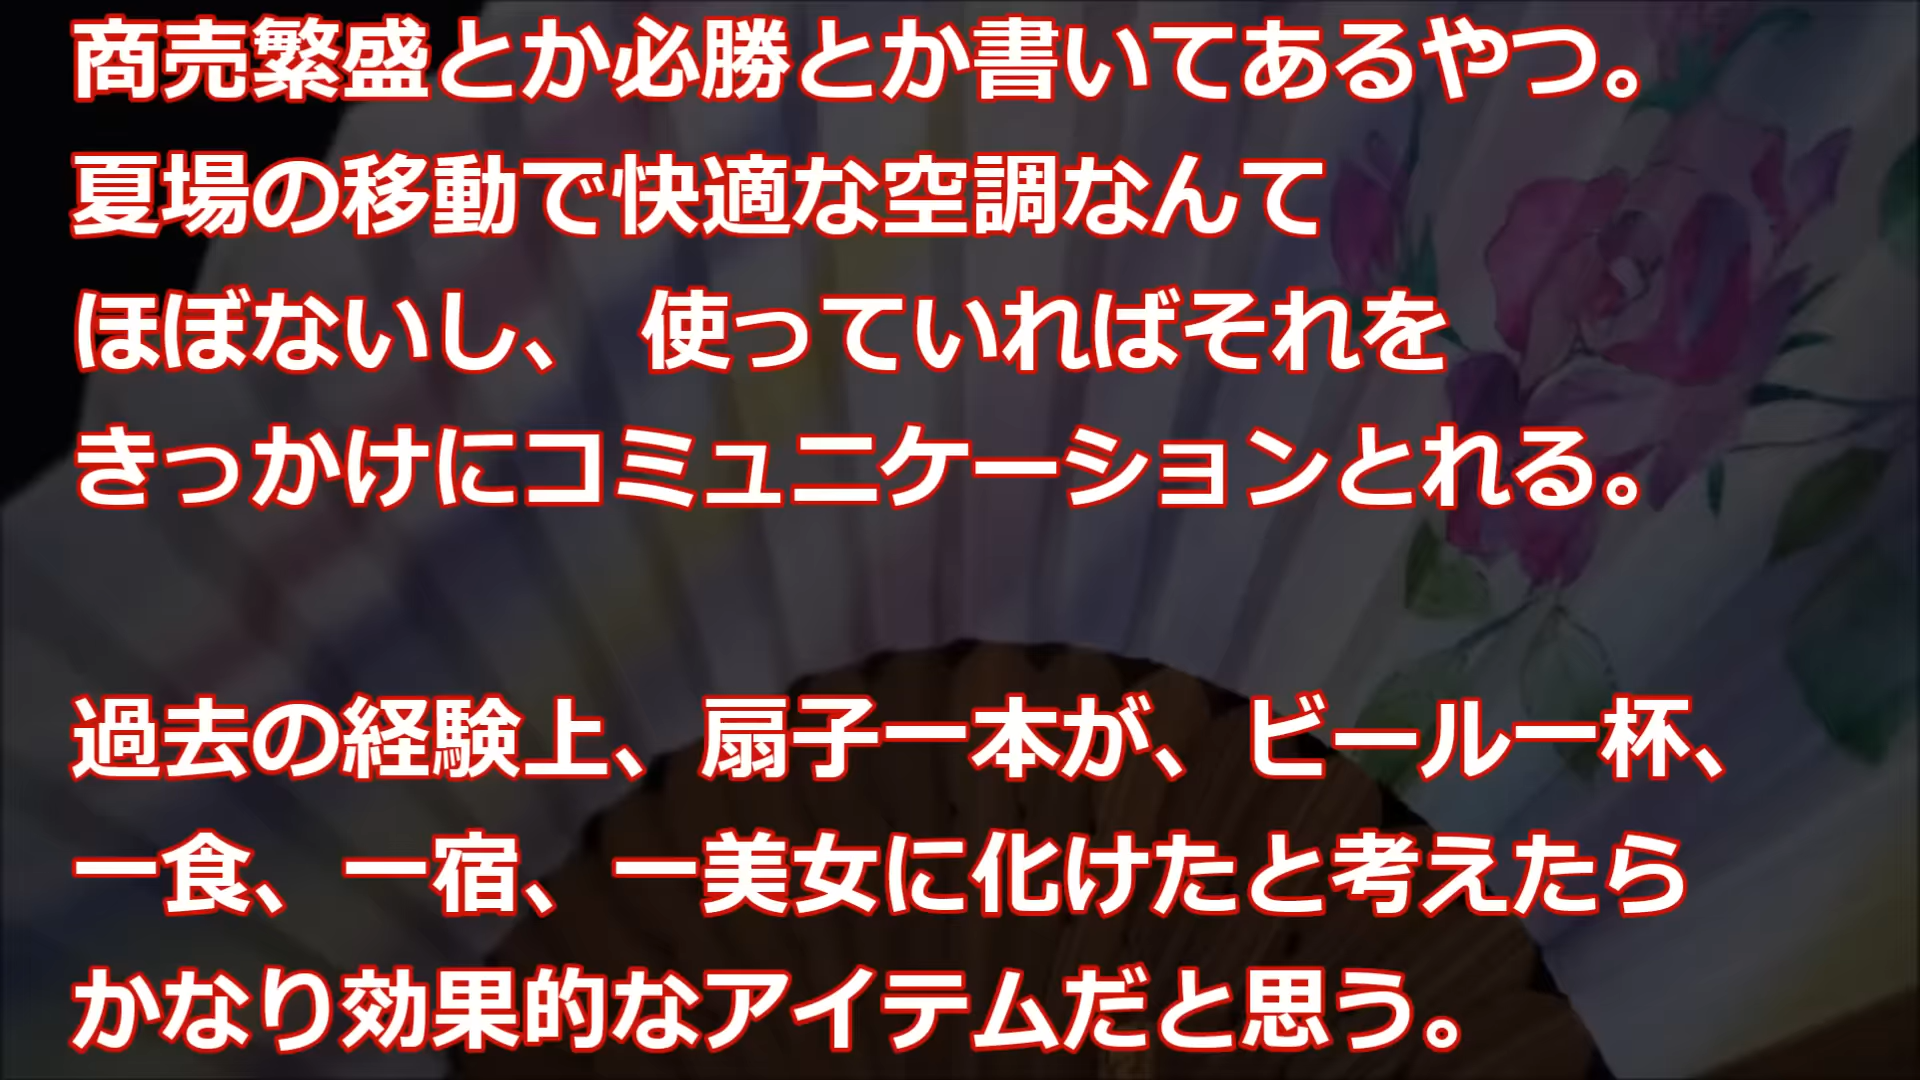 商売繁盛とか必勝とか書いてあるやつ。
夏場の移動で快適な空調なんて
ほぼないし、 使っていればそれを
きっかけにコミュニケーションとれる。
過去の経験上、扇子一本が、ビール一杯、
一食、一宿、一美女に化けたと考えたら
かなり効果的なアイテムだと思う。